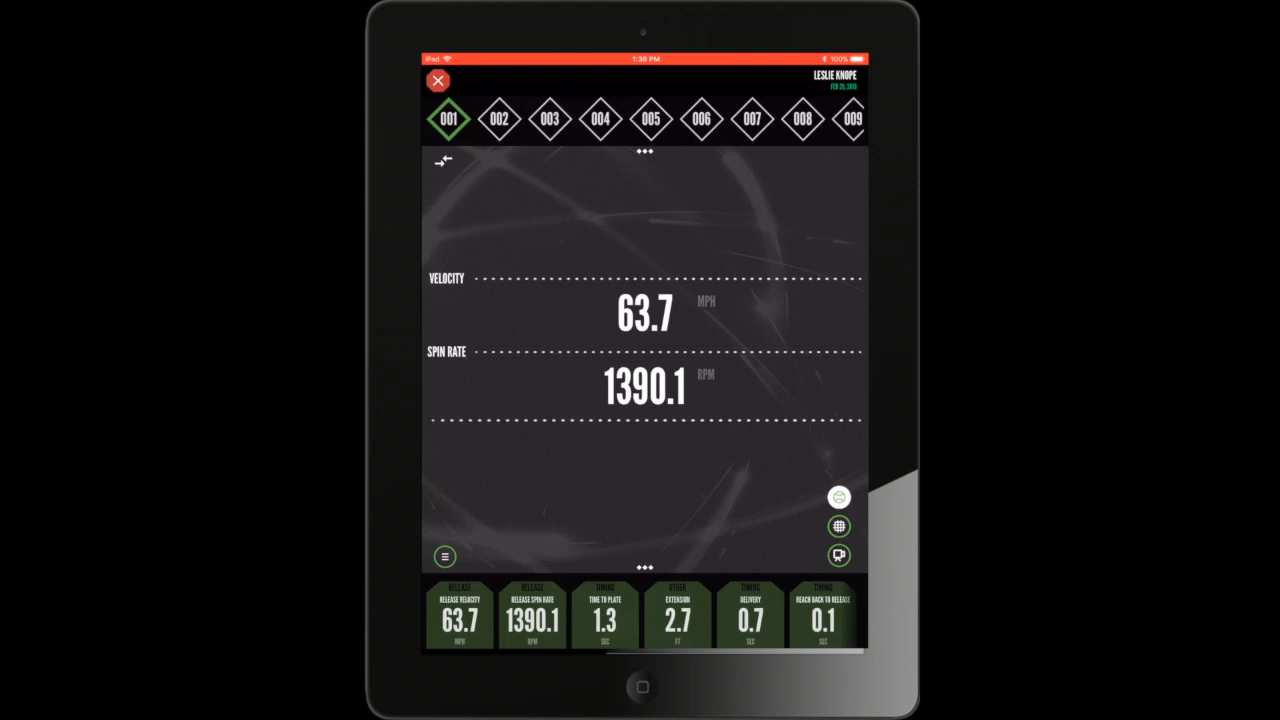 iPad 1:36 PM 100%
LESLIE KNOPE
FEB 26, 2018
001 002 003 004 005 006 007 008 009
VELOCITY
63.7 MPH
SPIN RATE
1390.1 RPM
RELEASE RELEASE TIMING OTHER TIMING TIMING
RELEASE VELOCITY RELEASE SPIN RATE TIME TO PLATE EXTENSION DELIVERY REACH BACK TO RELEASE
63.7 1390.1 1.3 2.7 0.7 0.1
MPH RPM SEC FT SEC SEC